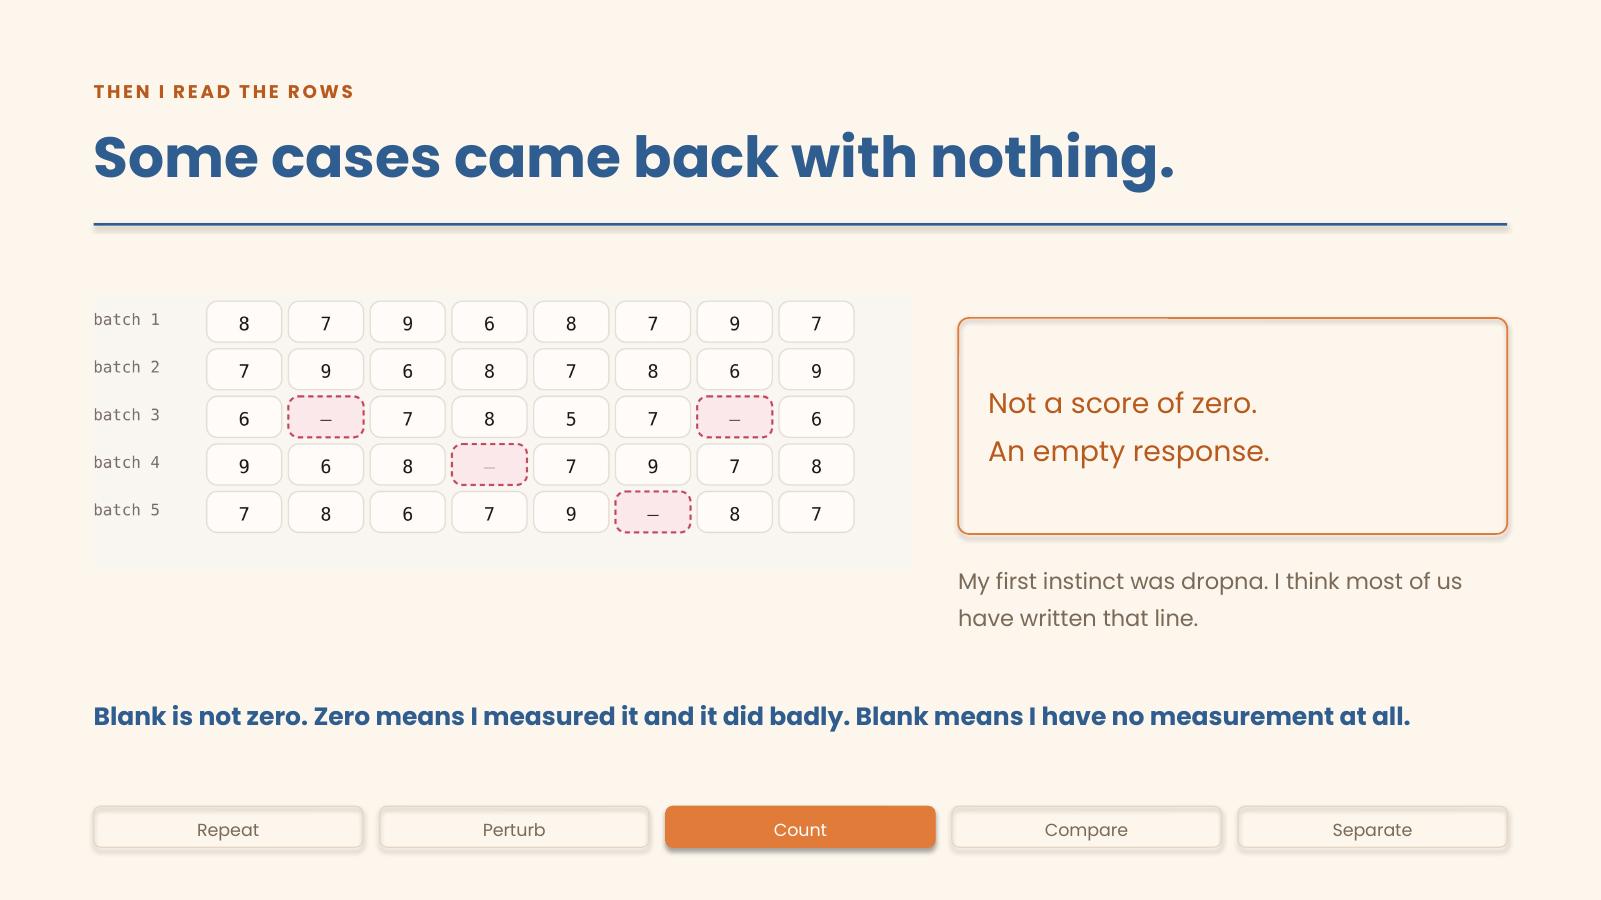 THEN I READ THE ROWS
Some cases came back with nothing.
batch 1 8 7 9 6 8 7 9 7
batch 2 7 9 6 8 7 8 6 9
batch 3 6 – 7 8 5 7 – 6
batch 4 9 6 8 – 7 9 7 8
batch 5 7 8 6 7 9 – 8 7
Not a score of zero.
An empty response.
My first instinct was dropna. I think most of us
have written that line.
Blank is not zero. Zero means I measured it and it did badly. Blank means I have no measurement at all.
Repeat Perturb Count Compare Separate